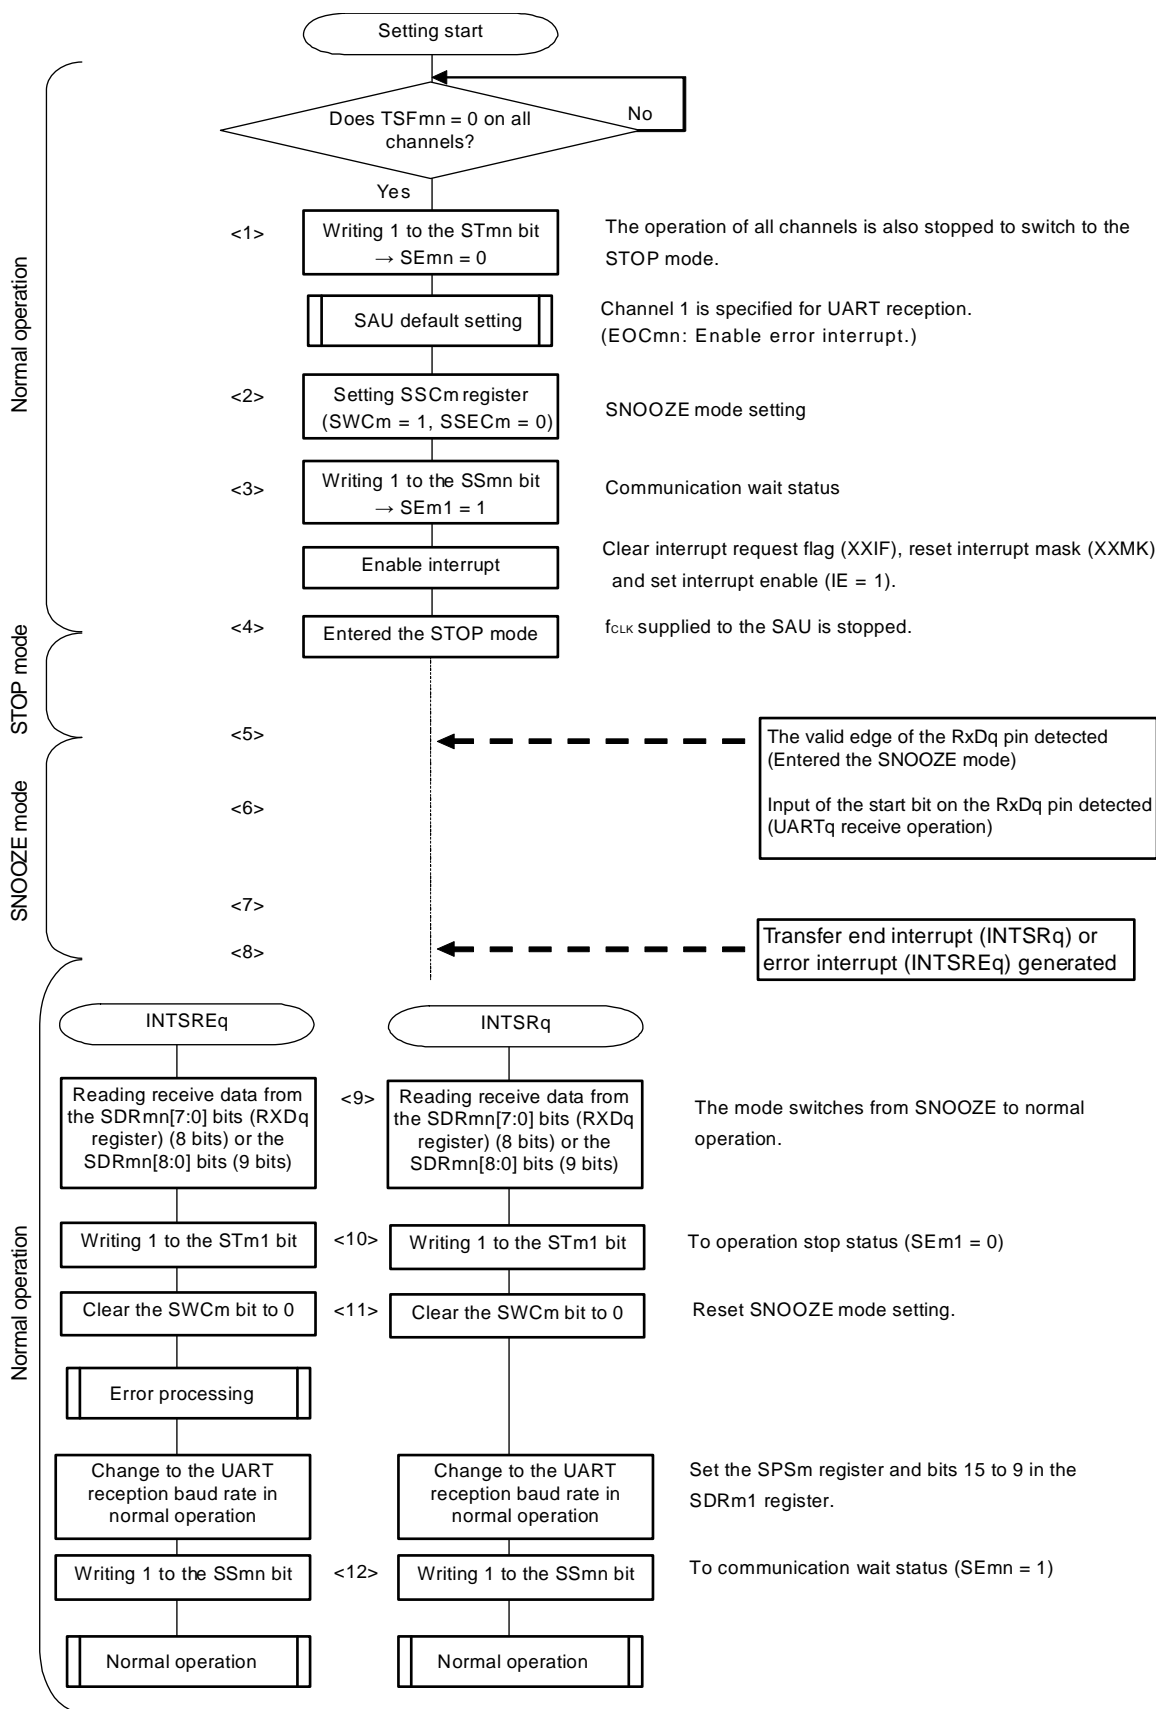 Setting start
Does TSFmn = 0 on all
channels?
No
Yes
<1>
Writing 1 to the STmn bit
→ SEmn = 0
The operation of all channels is also stopped to switch to the
STOP mode.
SAU default setting
Channel 1 is specified for UART reception.
(EOCmn: Enable error interrupt.)
Normal operation
<2>
Setting SSCm register
(SWCm = 1, SSECm = 0)
SNOOZE mode setting
<3>
Writing 1 to the SSmn bit
→ SEm1 = 1
Communication wait status
Enable interrupt
Clear interrupt request flag (XXIF), reset interrupt mask (XXMK)
and set interrupt enable (IE = 1).
<4>
Entered the STOP mode
fCLK supplied to the SAU is stopped.
STOP mode
<5>
The valid edge of the RxDq pin detected
(Entered the SNOOZE mode)
<6>
Input of the start bit on the RxDq pin detected
(UARTq receive operation)
SNOOZE mode
<7>
<8>
Transfer end interrupt (INTSRq) or
error interrupt (INTSREq) generated
INTSREq
INTSRq
Reading receive data from
the SDRmn[7:0] bits (RXDq
register) (8 bits) or the
SDRmn[8:0] bits (9 bits)
<9>
Reading receive data from
the SDRmn[7:0] bits (RXDq
register) (8 bits) or the
SDRmn[8:0] bits (9 bits)
The mode switches from SNOOZE to normal
operation.
Writing 1 to the STm1 bit
<10>
Writing 1 to the STm1 bit
To operation stop status (SEm1 = 0)
Clear the SWCm bit to 0
<11>
Clear the SWCm bit to 0
Reset SNOOZE mode setting.
Normal operation
Error processing
Change to the UART
reception baud rate in
normal operation
Change to the UART
reception baud rate in
normal operation
Set the SPSm register and bits 15 to 9 in the
SDRm1 register.
Writing 1 to the SSmn bit
<12>
Writing 1 to the SSmn bit
To communication wait status (SEmn = 1)
Normal operation
Normal operation